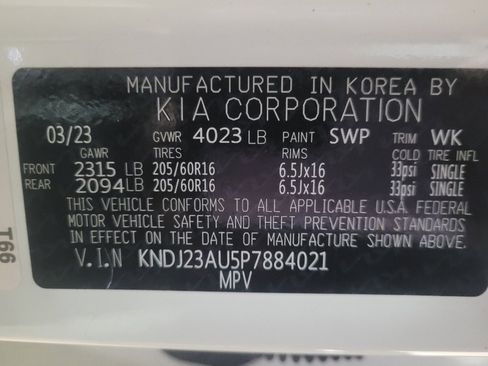 MANUFACTURED IN KOREA BY
KIA CORPORATION
03/23 GVWR 4023 LB PAINT SWP TRIM WK
GAWR TIRES RIMS COLD TIRE INFL
FRONT 2315 LB 205/60R16 6.5Jx16 33psi SINGLE
REAR 2094 LB 205/60R16 6.5Jx16 33psi SINGLE
THIS VEHICLE CONFORMS TO ALL APPLICABLE U.S.A. FEDERAL
MOTOR VEHICLE SAFETY AND THEFT PREVENTION STANDARDS
IN EFFECT ON THE DATE OF MANUFACTURE SHOWN ABOVE.
V.I.N KNDJ23AU5P7884021
MPV
T66